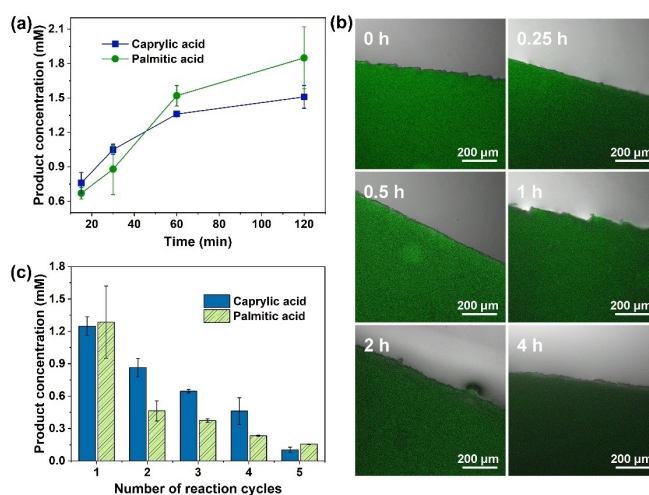 (a)
2.1
1.8
1.5
1.2
0.9
0.6
Product concentration (mM)
Caprylic acid
Palmitic acid
20
40
60
80
100
120
Time (min)
(b)
0 h
200 μm
0.25 h
200 μm
0.5 h
200 μm
1 h
200 μm
2 h
200 μm
4 h
200 μm
(c)
1.8
1.5
1.2
0.9
0.6
0.3
0.0
Product concentration (mM)
Caprylic acid
Palmitic acid
1
2
3
4
5
Number of reaction cycles